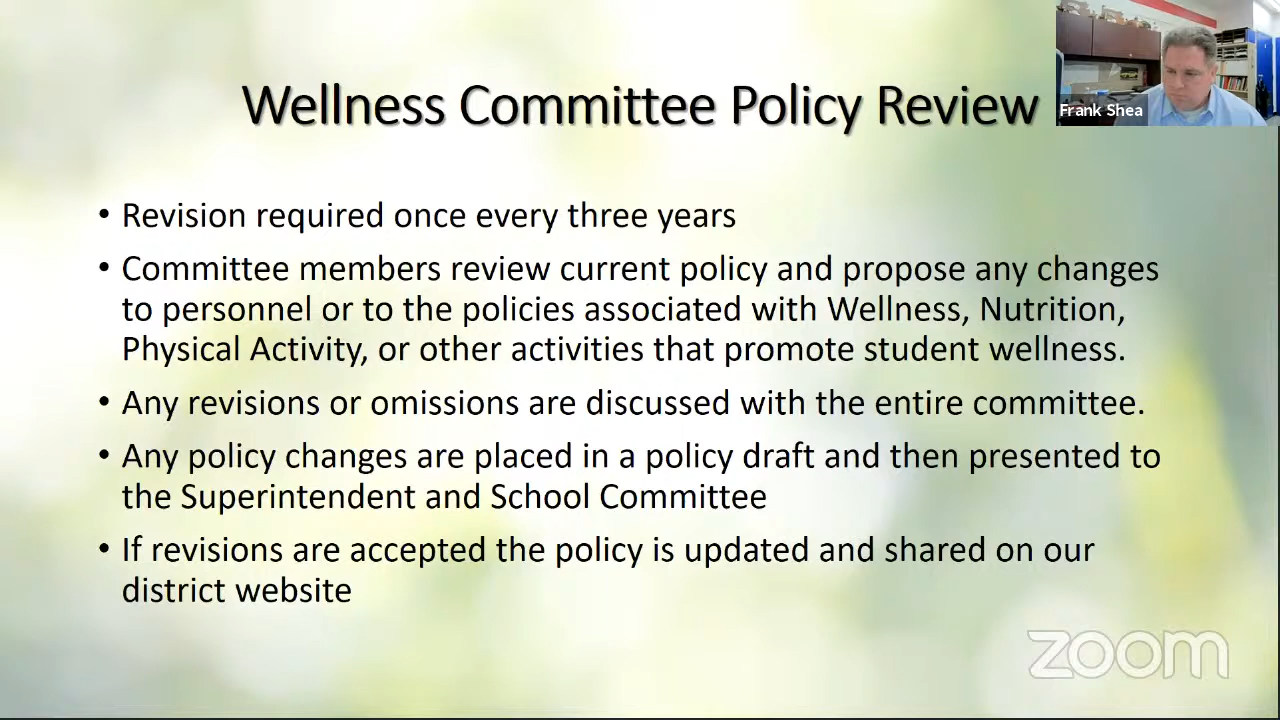 Wellness Committee Policy Review
Frank Shea
• Revision required once every three years
• Committee members review current policy and propose any changes
to personnel or to the policies associated with Wellness, Nutrition,
Physical Activity, or other activities that promote student wellness.
• Any revisions or omissions are discussed with the entire committee.
• Any policy changes are placed in a policy draft and then presented to
the Superintendent and School Committee
• If revisions are accepted the policy is updated and shared on our
district website
zoom